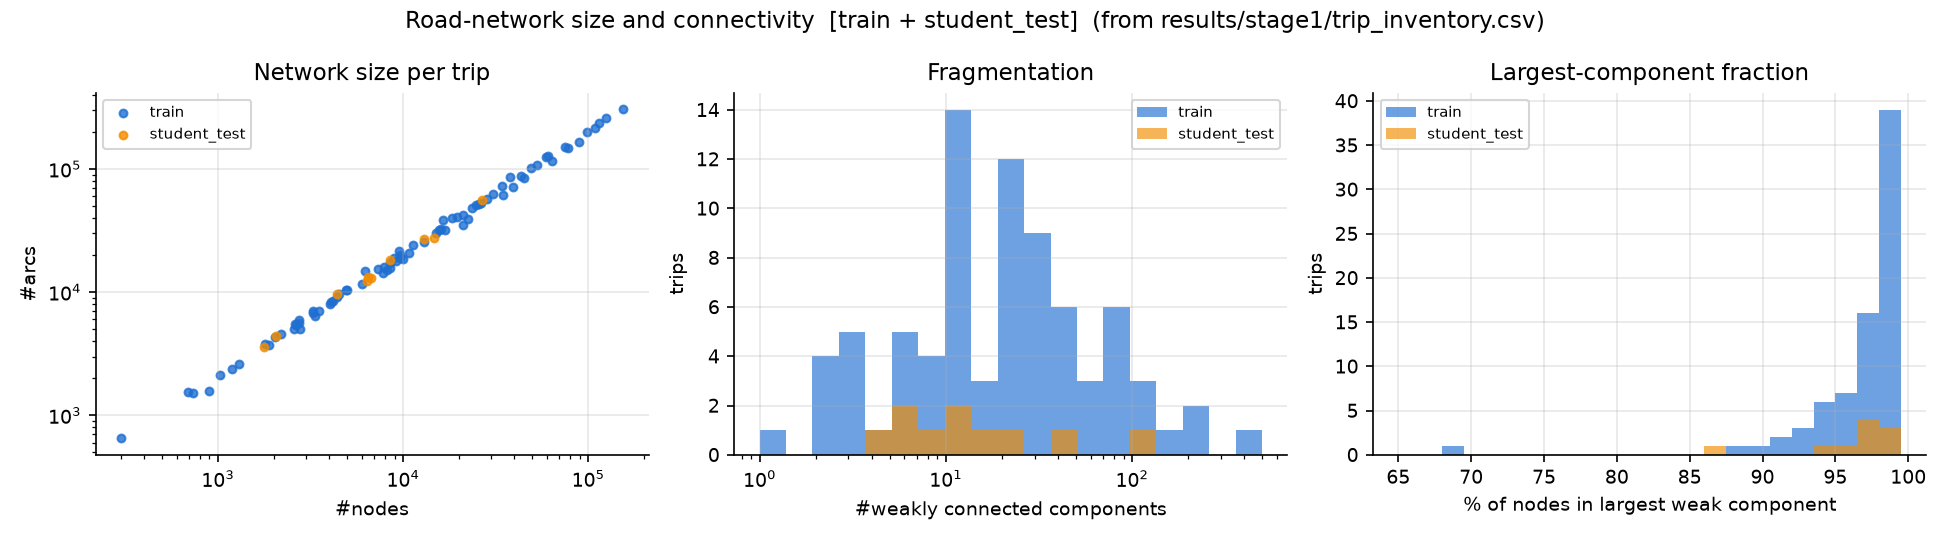 Road-network size and connectivity  [train + student_test]  (from results/stage1/trip_inventory.csv)
Network size per trip
train
student_test
10^5
10^4
10^3
#arcs
10^3
10^4
10^5
#nodes
Fragmentation
train
student_test
14
12
10
8
6
4
2
0
trips
10^0
10^1
10^2
#weakly connected components
Largest-component fraction
train
student_test
40
35
30
25
20
15
10
5
0
trips
65
70
75
80
85
90
95
100
% of nodes in largest weak component